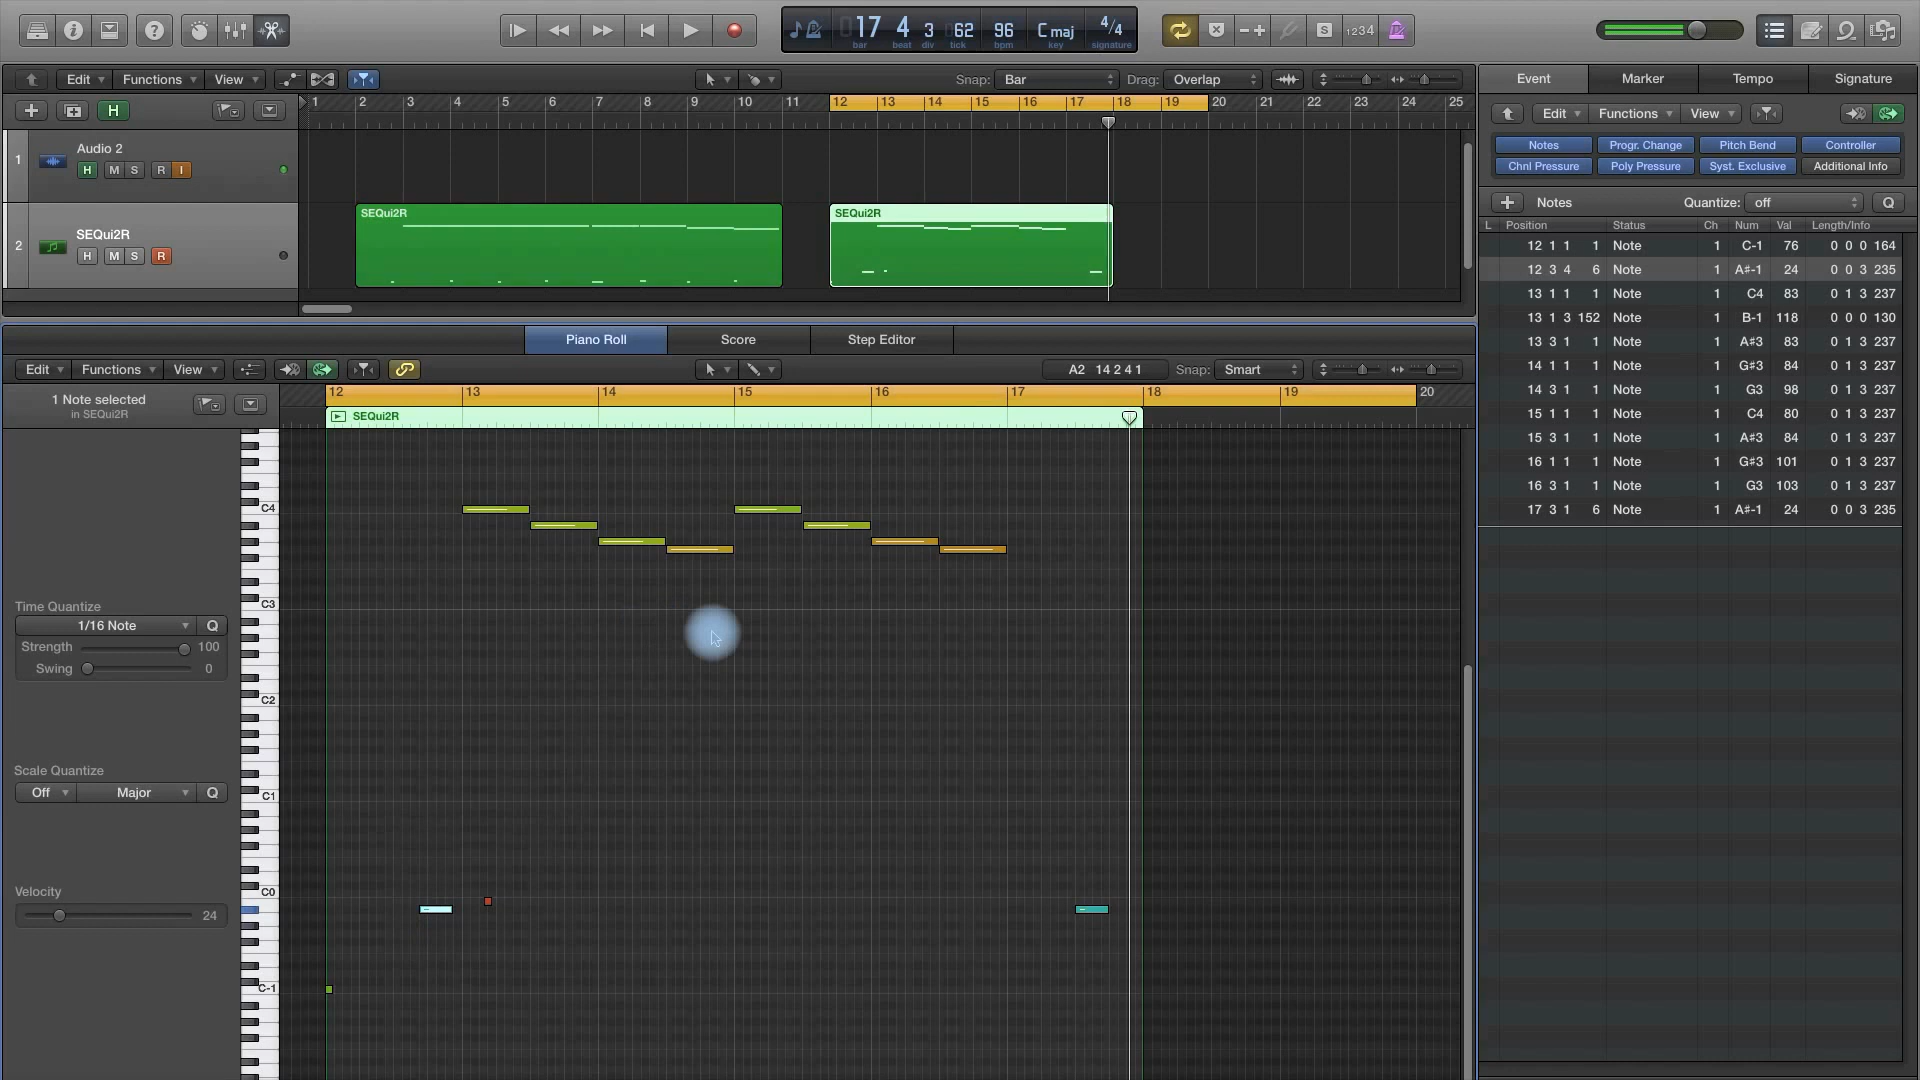 1234
017 4 3 062 96 C maj 4/4
bar beat div tick bpm key signature
Edit Functions View Snap: Bar Drag: Overlap
Event Marker Tempo Signature
H
1 2 3 4 5 6 7 8 9 10 11 12 13 14 15 16 17 18 19 20 21 22 23 24 25
Edit Functions View
1 Audio 2
H M S R I
Notes Progr. Change Pitch Bend Controller
Chnl Pressure Poly Pressure Syst. Exclusive Additional Info
2 SEQui2R
H M S R
SEQui2R SEQui2R
Notes Quantize: off Q
L Position Status Ch Num Val Length/Info
12 1 1 1 Note 1 C-1 76 0 0 0 164
12 3 4 6 Note 1 A#-1 24 0 0 3 235
13 1 1 1 Note 1 C4 83 0 1 3 237
13 1 3 152 Note 1 B-1 118 0 0 0 130
13 3 1 1 Note 1 A#3 83 0 1 3 237
14 1 1 1 Note 1 G#3 84 0 1 3 237
14 3 1 1 Note 1 G3 98 0 1 3 237
15 1 1 1 Note 1 C4 80 0 1 3 237
15 3 1 1 Note 1 A#3 84 0 1 3 237
16 1 1 1 Note 1 G#3 101 0 1 3 237
16 3 1 1 Note 1 G3 103 0 1 3 237
17 3 1 6 Note 1 A#-1 24 0 0 3 235
Piano Roll Score Step Editor
Edit Functions View A2 14 2 4 1 Snap: Smart
1 Note selected
in SEQui2R
12 13 14 15 16 17 18 19 20
SEQui2R
C4
C3
Time Quantize
1/16 Note Q
Strength 100
Swing 0
C2
Scale Quantize
Off Major Q
C1
Velocity
24
C0
C-1